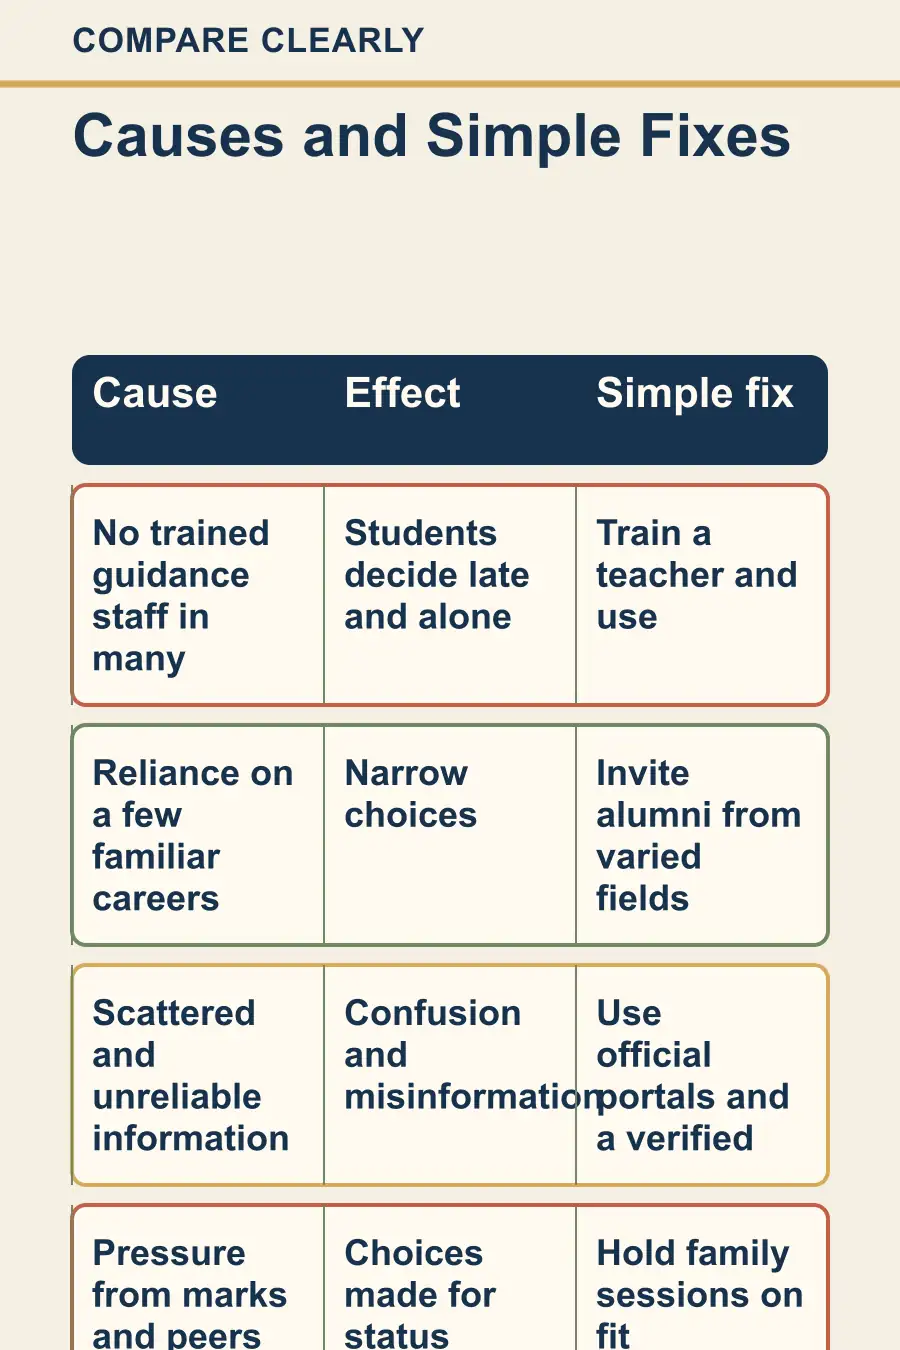 COMPARE CLEARLY
Causes and Simple Fixes
Cause
Effect
Simple fix
No trained
guidance
staff in
many
Students
decide late
and alone
Train a
teacher and
use
Reliance on
a few
familiar
careers
Narrow
choices
Invite
alumni from
varied
fields
Scattered
and
unreliable
information
Confusion
and
misinformation
Use
official
portals and
a verified
Pressure
from marks
and peers
Choices
made for
status
Hold family
sessions on
fit